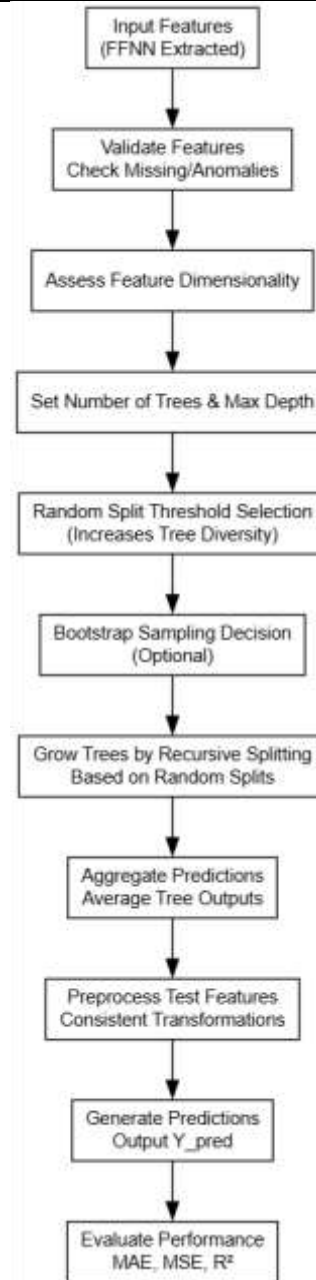 Input Features
(FFNN Extracted)
Validate Features
Check Missing/Anomalies
Assess Feature Dimensionality
Set Number of Trees & Max Depth
Random Split Threshold Selection
(Increases Tree Diversity)
Bootstrap Sampling Decision
(Optional)
Grow Trees by Recursive Splitting
Based on Random Splits
Aggregate Predictions
Average Tree Outputs
Preprocess Test Features
Consistent Transformations
Generate Predictions
Output Y_pred
Evaluate Performance
MAE, MSE, R²